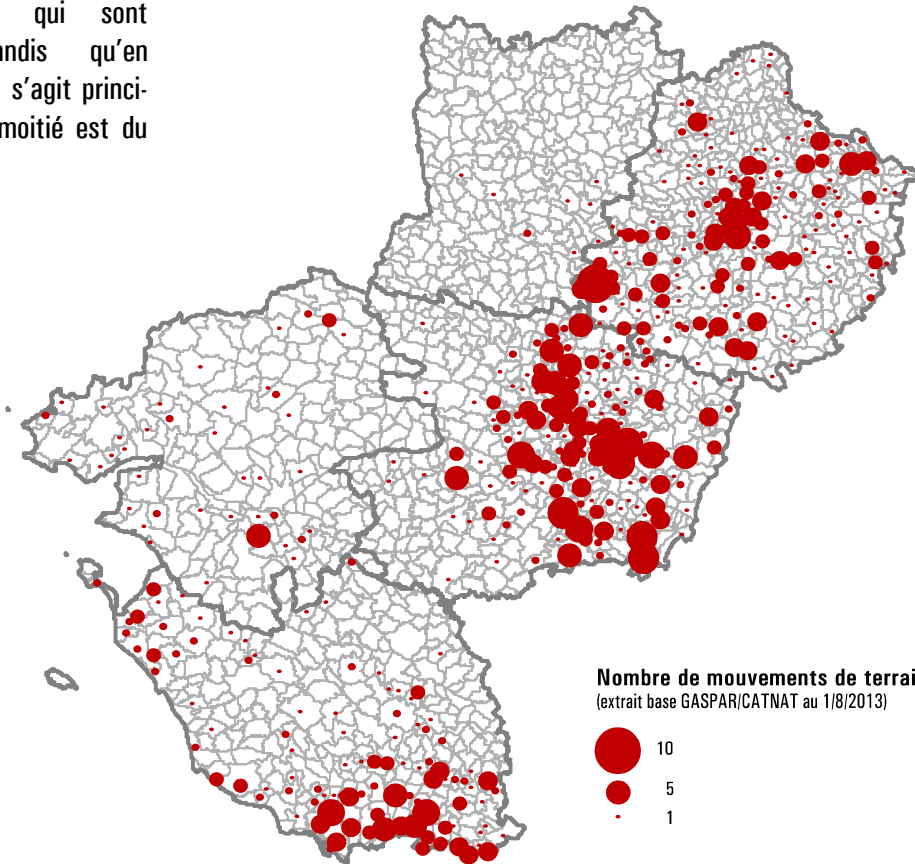 qui sont
andis qu'en
s'agit princi-
moitié est du
Nombre de mouvements de terrai
(extrait base GASPAR/CATNAT au 1/8/2013)
10
5
1